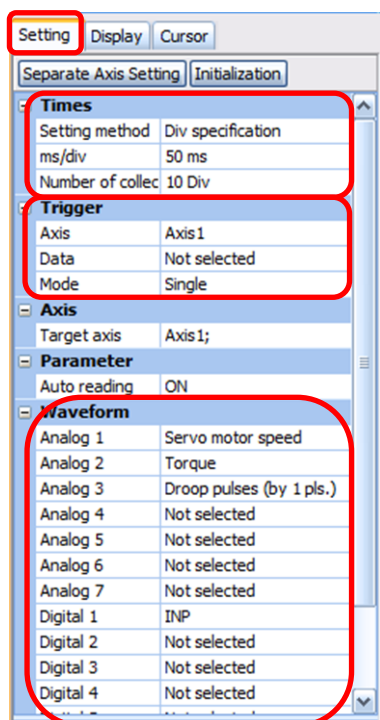 Setting Display Cursor
Separate Axis Setting Initialization
Times
Setting method Div specification
ms/div 50 ms
Number of collec 10 Div
Trigger
Axis Axis1
Data Not selected
Mode Single
Axis
Target axis Axis1;
Parameter
Auto reading ON
Waveform
Analog 1 Servo motor speed
Analog 2 Torque
Analog 3 Droop pulses (by 1 pls.)
Analog 4 Not selected
Analog 5 Not selected
Analog 6 Not selected
Analog 7 Not selected
Digital 1 INP
Digital 2 Not selected
Digital 3 Not selected
Digital 4 Not selected